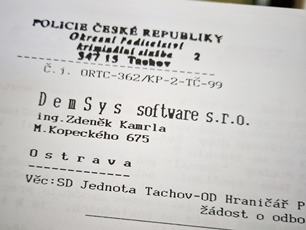 POLICIE ČESKÉ REPUBLIKY
Okresní ředitelství
kriminální služba 2
347 15 Tachov
Č.j. ORTC-362/KP-2-TČ-99
DemSys software s.r.o.
ing.Zdeněk Kamrla
M.Kopeckého 675
Ostrava
Věc:SD Jednota Tachov-OD Hraničář P
žádost o odbo